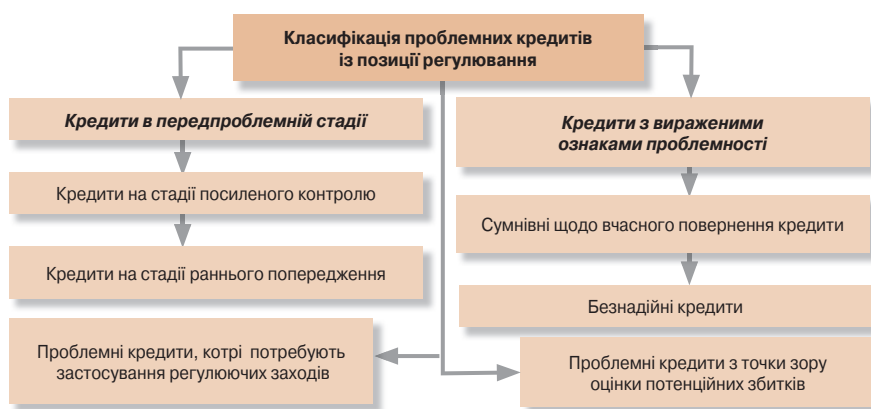 Класифікація проблемних кредитів
із позиції регулювання
Кредити в передпроблемній стадії
Кредити на стадії посиленого контролю
Кредити на стадії раннього попередження
Кредити з вираженими
ознаками проблемності
Сумнівні щодо вчасного повернення кредити
Безнадійні кредити
Проблемні кредити, котрі потребують
застосування регулюючих заходів
Проблемні кредити з точки зору
оцінки потенційних збитків